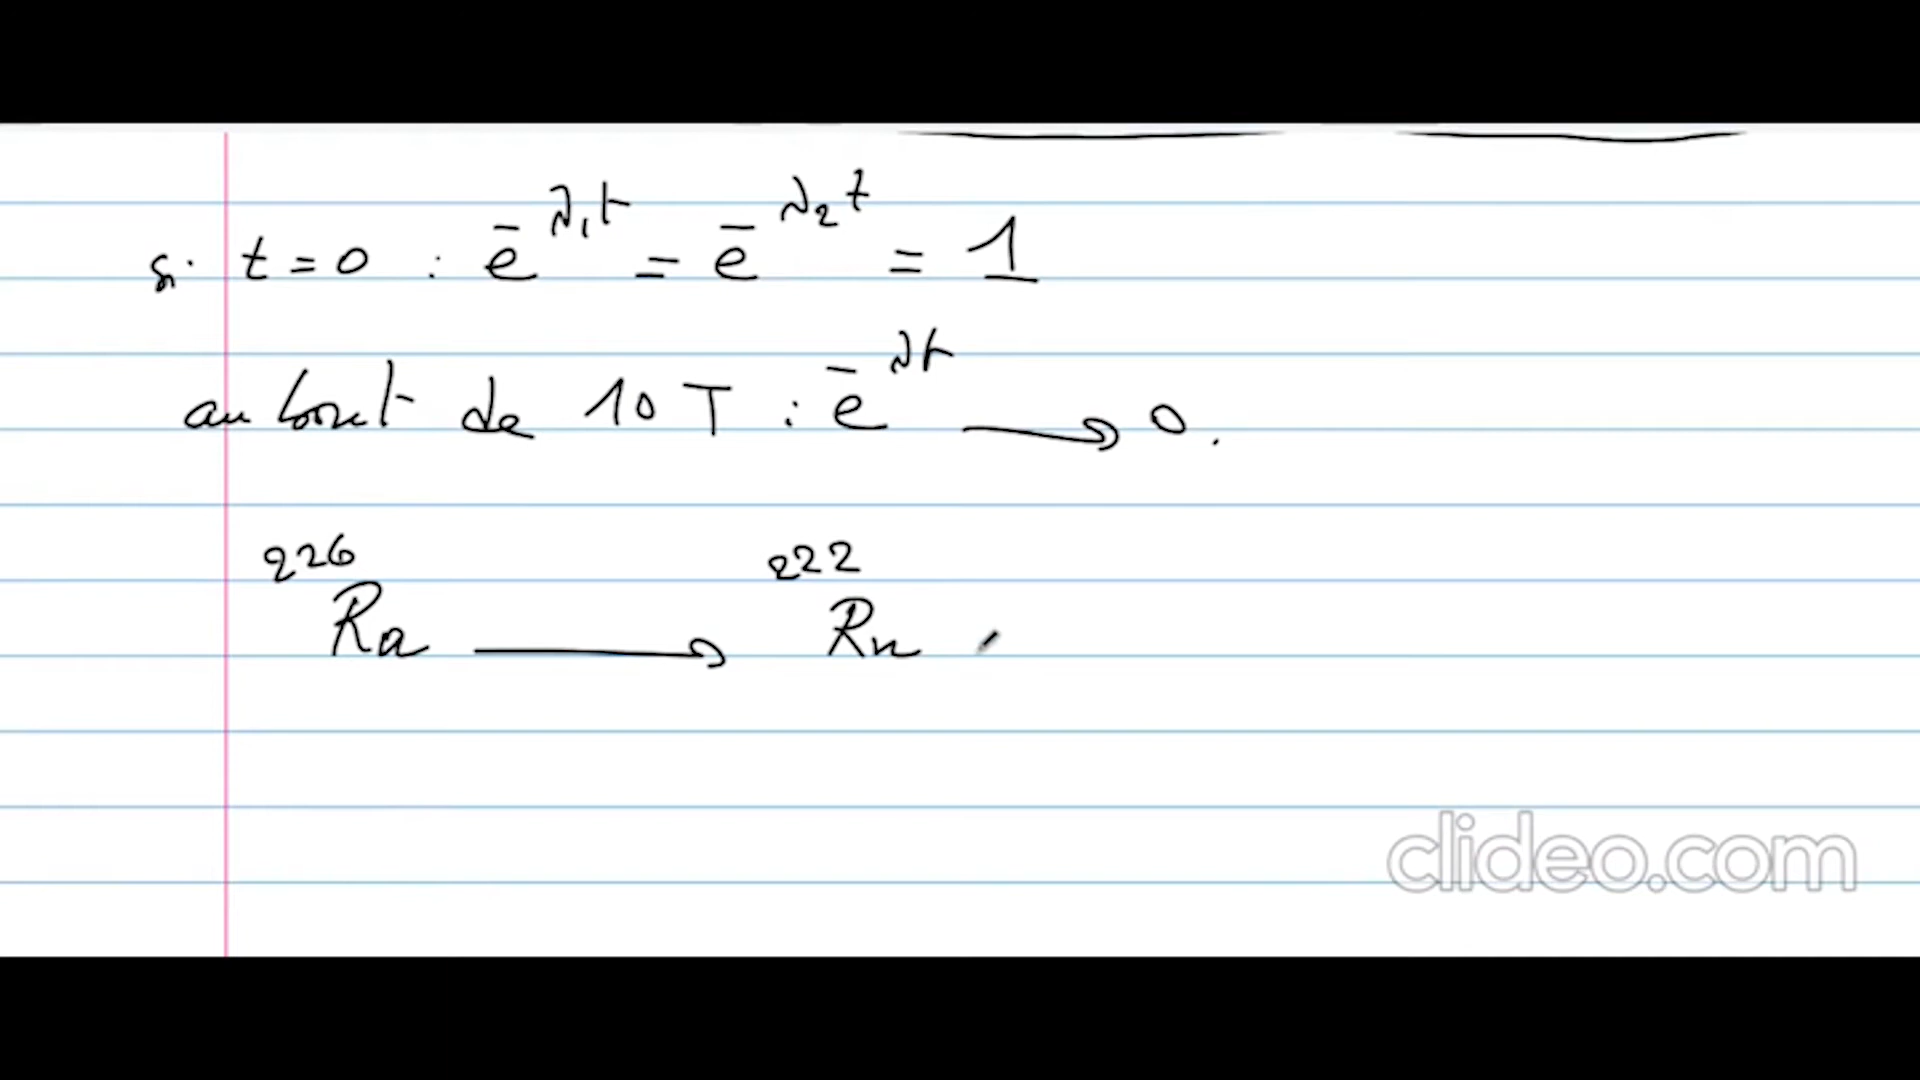 si t = 0 : e^-λ₁t = e^-λ₂t = 1
au bout de 10 T : e^-λt → 0.
²²⁶Ra → ²²²Rn
clideo.com